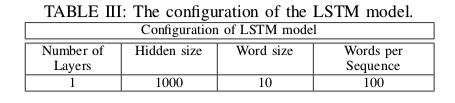 TABLE III: The configuration of the LSTM model.
Configuration of LSTM model
Number of Layers Hidden size Word size Words per Sequence
1 1000 10 100